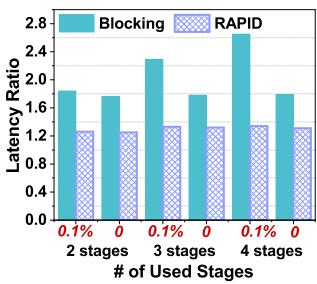 Blocking RAPID
Latency Ratio
2.8
2.4
2.0
1.6
1.2
0.8
0.4
0.0
0.1% 0 0.1% 0 0.1% 0
2 stages 3 stages 4 stages
# of Used Stages